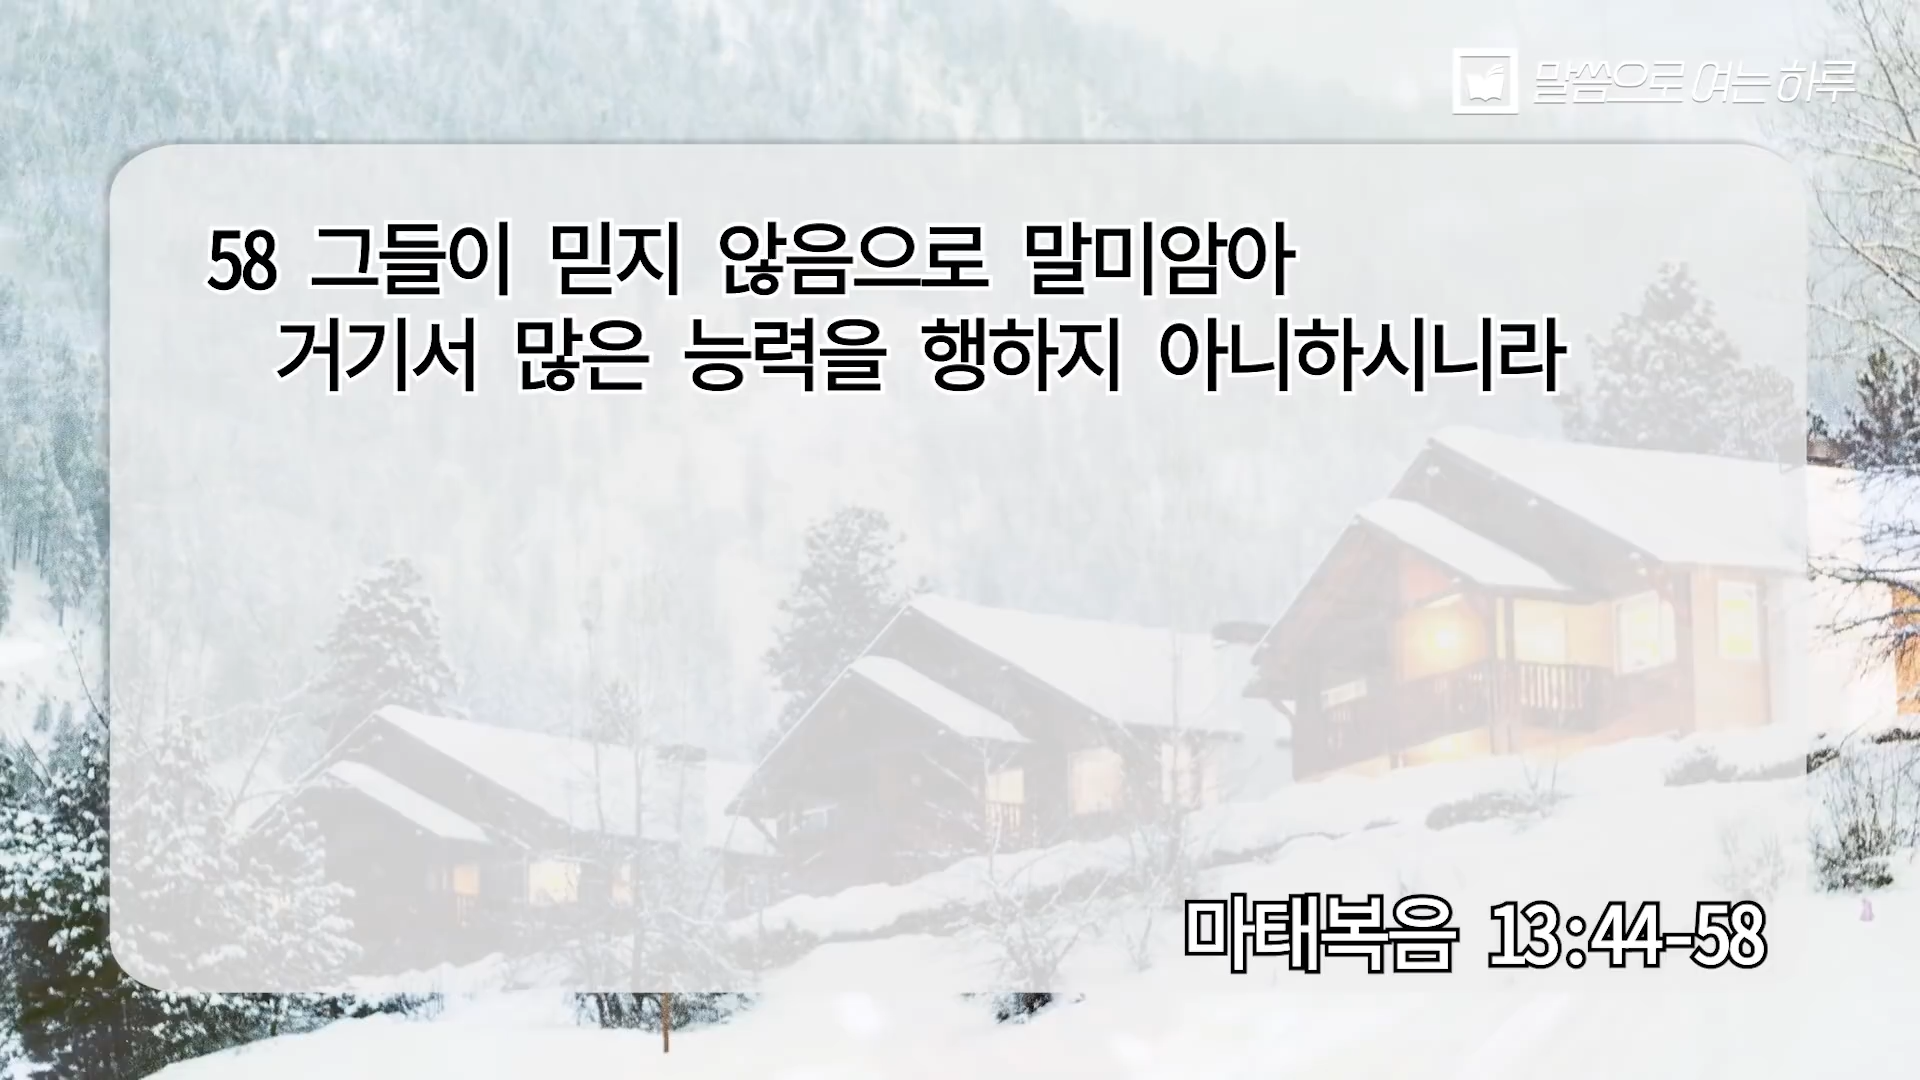 말씀으로 여는 하루
58 그들이 믿지 않음으로 말미암아
거기서 많은 능력을 행하지 아니하시니라
마태복음 13:44-58